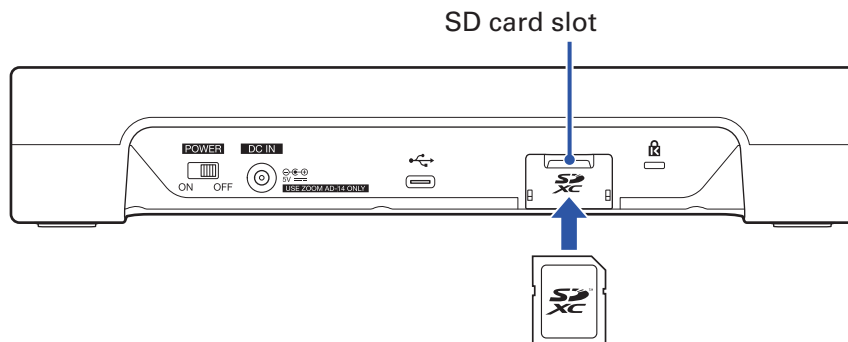 SD card slot
POWER
DC IN
ON OFF
5V
USE ZOOM AD-14 ONLY
SD
XC
K
SD
XC